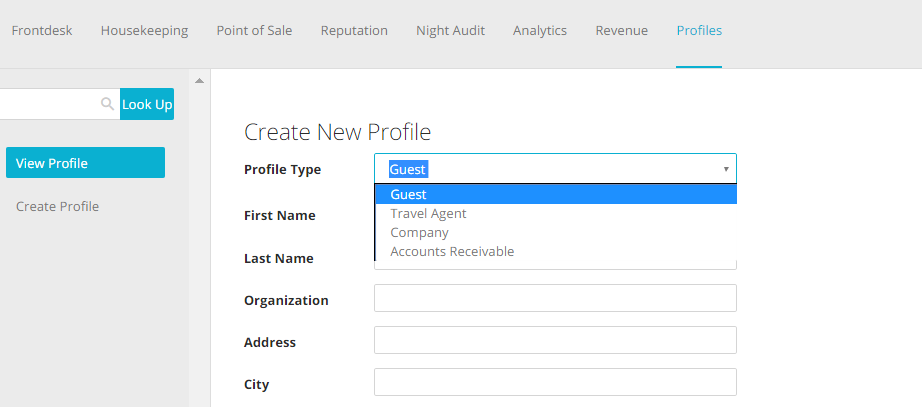 Frontdesk Housekeeping Point of Sale Reputation Night Audit Analytics Revenue Profiles
Look Up
View Profile
Create Profile
Create New Profile
Profile Type Guest
Guest
Travel Agent
Company
Accounts Receivable
First Name
Last Name
Organization
Address
City